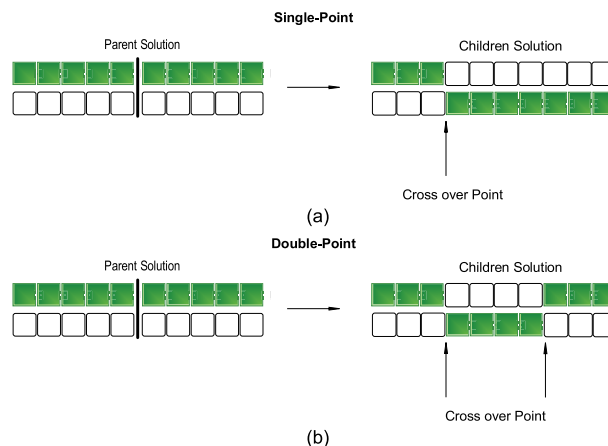 Single-Point
Parent Solution
Children Solution
Cross over Point
(a)
Double-Point
Parent Solution
Children Solution
Cross over Point
(b)